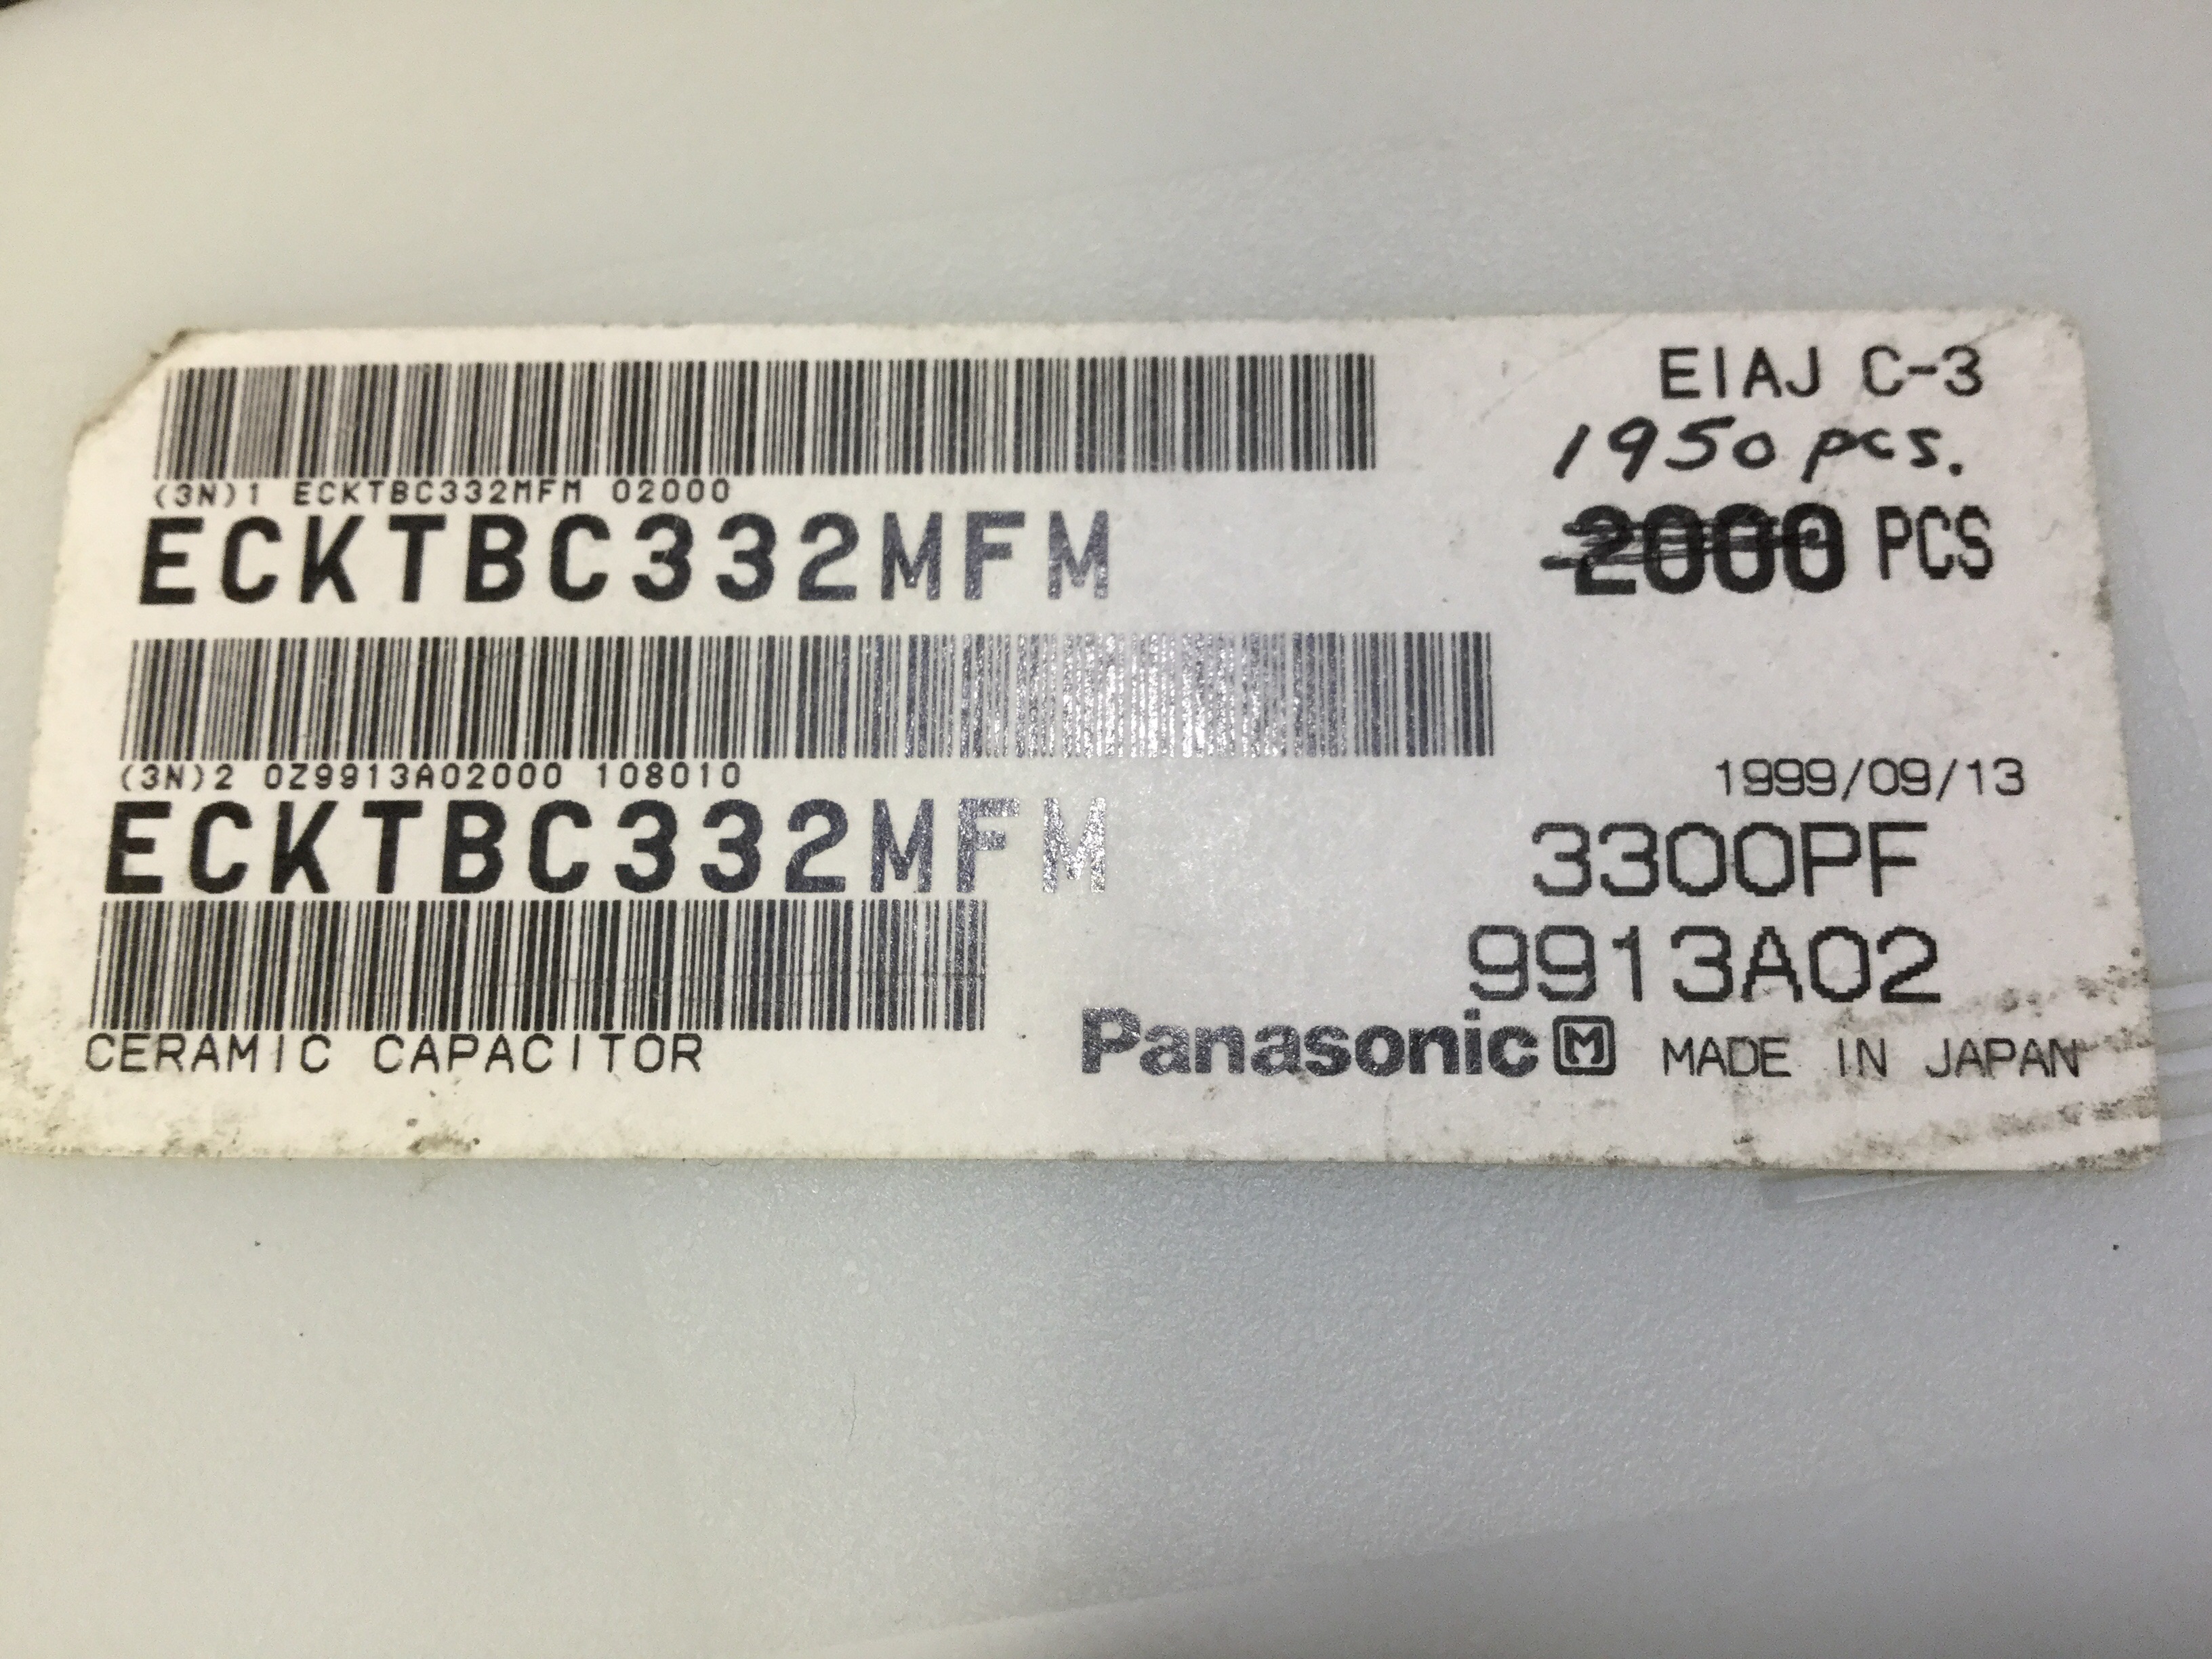 EIAJ C-3
1950 pcs.
(3N)1 ECKTBC332MFM 02000
ECKTBC332MFM
2000 PCS
(3N)2 0Z9913A02000 108010
1999/09/13
ECKTBC332MFM
3300PF
9913A02
CERAMIC CAPACITOR
Panasonic M MADE IN JAPAN